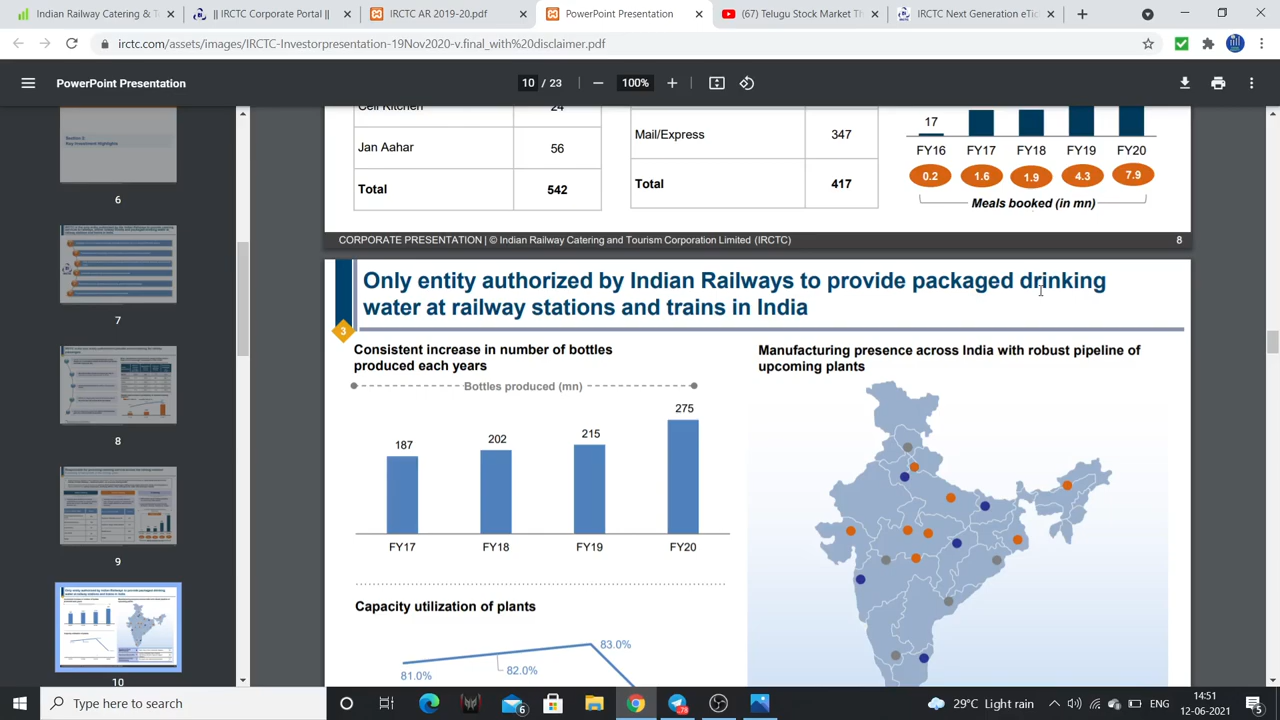 Indian Railway Catering & T
|| IRCTC Corporate Portal ||
IRCTC AR 2019-20.pdf
PowerPoint Presentation
(67) Telugu Stock Market Th
IRCTC Next Generation eTic
irctc.com/assets/images/IRCTC-Investorpresentation-19Nov2020-v.final_with%20disclaimer.pdf
PowerPoint Presentation
10 / 23
100%
6
7
8
9
10
Cell Kitchen 24
Jan Aahar 56
Total 542
Mail/Express 347
Total 417
17
FY16 FY17 FY18 FY19 FY20
0.2 1.6 1.9 4.3 7.9
Meals booked (in mn)
CORPORATE PRESENTATION | © Indian Railway Catering and Tourism Corporation Limited (IRCTC) 8
Only entity authorized by Indian Railways to provide packaged drinking
water at railway stations and trains in India
3
Consistent increase in number of bottles
produced each years
Bottles produced (mn)
187 202 215 275
FY17 FY18 FY19 FY20
Capacity utilization of plants
81.0% 82.0% 83.0%
Manufacturing presence across India with robust pipeline of
upcoming plants
Type here to search
6
78
29°C Light rain
ENG
14:51
12-06-2021
5